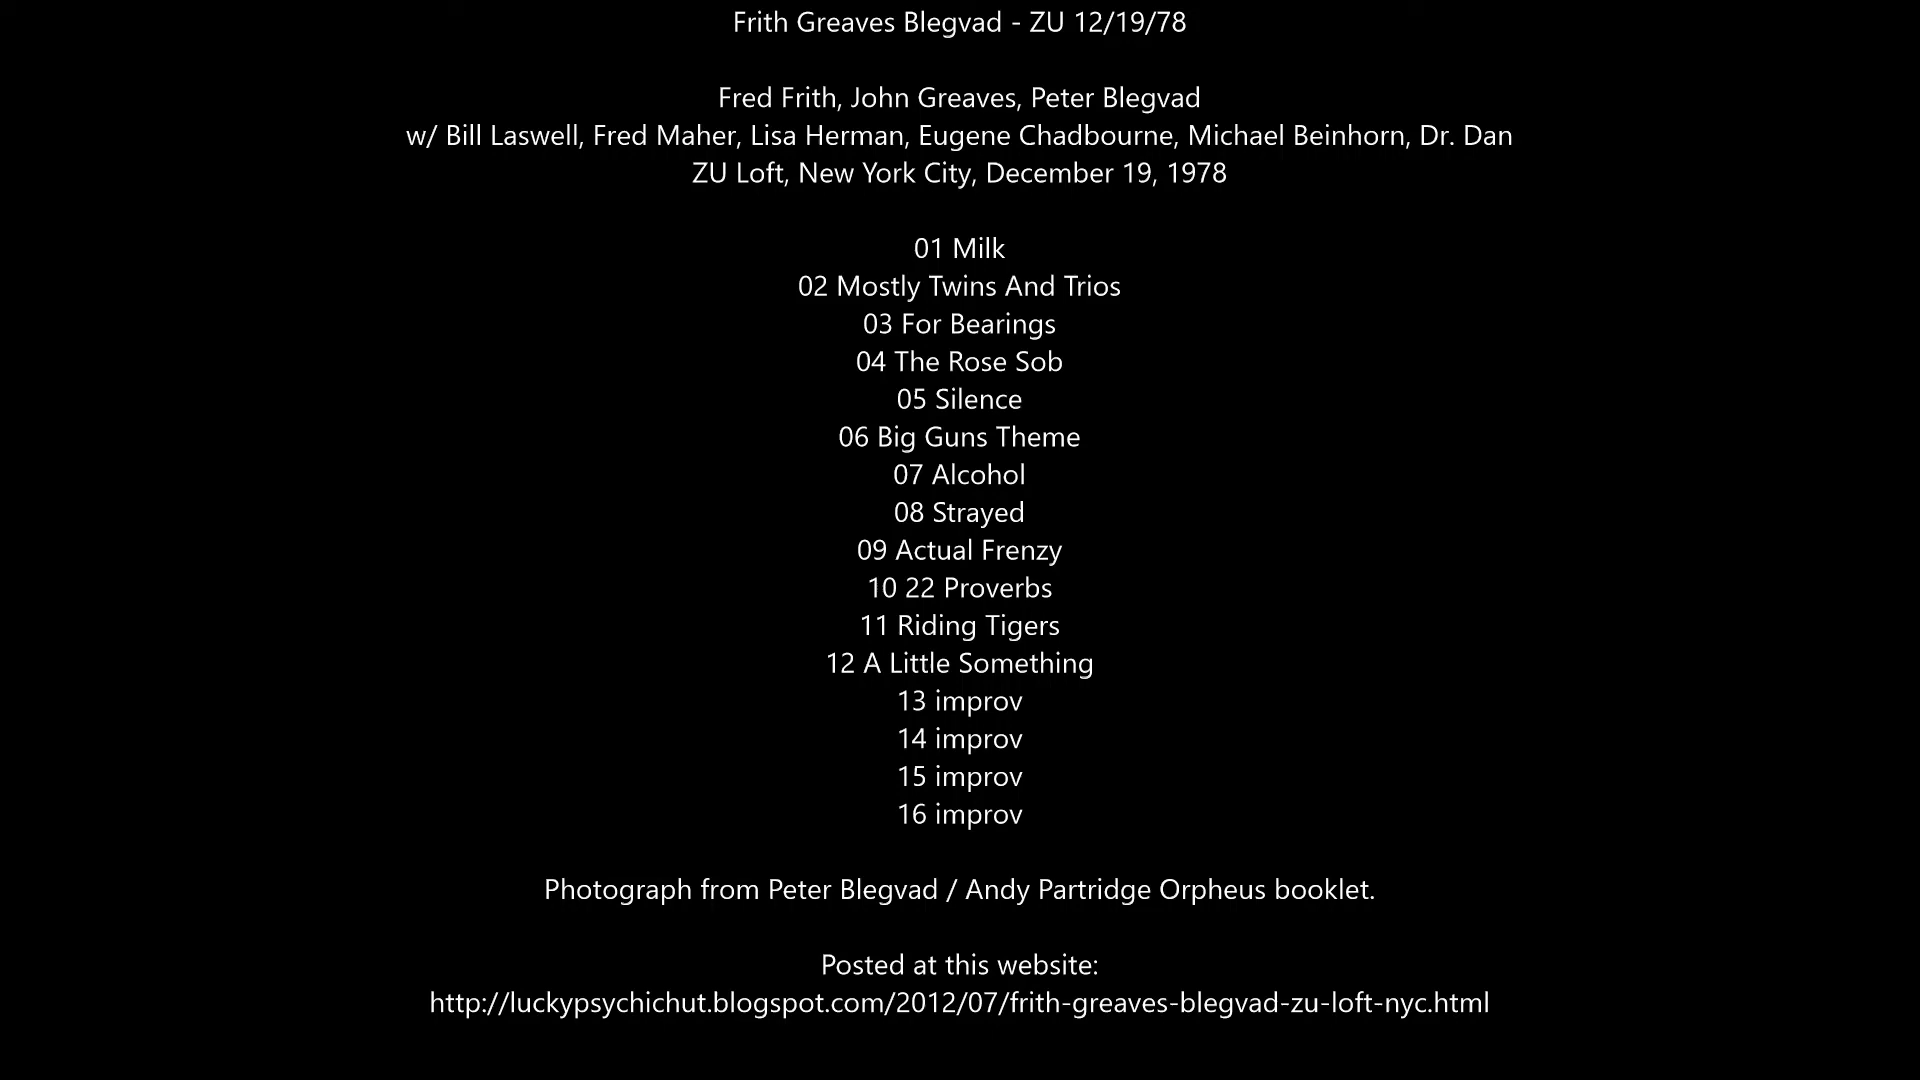 Frith Greaves Blegvad - ZU 12/19/78
Fred Frith, John Greaves, Peter Blegvad
w/ Bill Laswell, Fred Maher, Lisa Herman, Eugene Chadbourne, Michael Beinhorn, Dr. Dan
ZU Loft, New York City, December 19, 1978
01 Milk
02 Mostly Twins And Trios
03 For Bearings
04 The Rose Sob
05 Silence
06 Big Guns Theme
07 Alcohol
08 Strayed
09 Actual Frenzy
10 22 Proverbs
11 Riding Tigers
12 A Little Something
13 improv
14 improv
15 improv
16 improv
Photograph from Peter Blegvad / Andy Partridge Orpheus booklet.
Posted at this website:
http://luckypsychichut.blogspot.com/2012/07/frith-greaves-blegvad-zu-loft-nyc.html